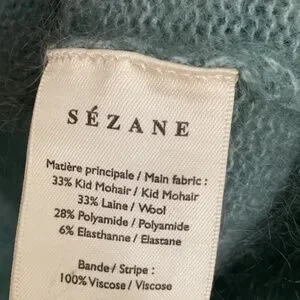 SÉZANE
Matière principale / Main fabric :
33% Kid Mohair / Kid Mohair
33% Laine / Wool
28% Polyamide / Polyamide
6% Elasthanne / Elastane
Bande / Stripe :
100% Viscose / Viscose